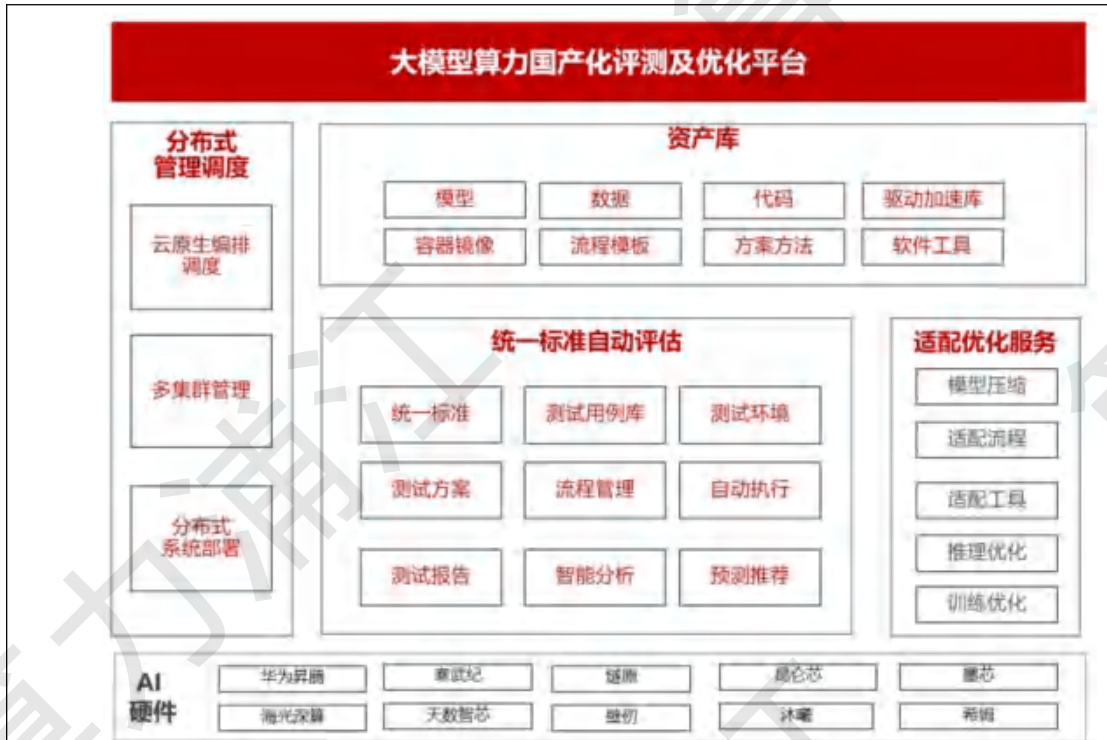 大模型算力国产化评测及优化平台
分布式
管理调度
云原生编排
调度
多集群管理
分布式
系统部署
资产库
模型
数据
代码
驱动加速库
容器镜像
流程模板
方案方法
软件工具
统一标准自动评估
统一标准
测试用例库
测试环境
测试方案
流程管理
自动执行
测试报告
智能分析
预测推荐
适配优化服务
模型压缩
适配流程
适配工具
推理优化
训练优化
AI
硬件
华为昇腾
寒武纪
燧原
昆仑芯
墨芯
海光深算
天数智芯
壁仞
沐曦
希姆
算力浦江